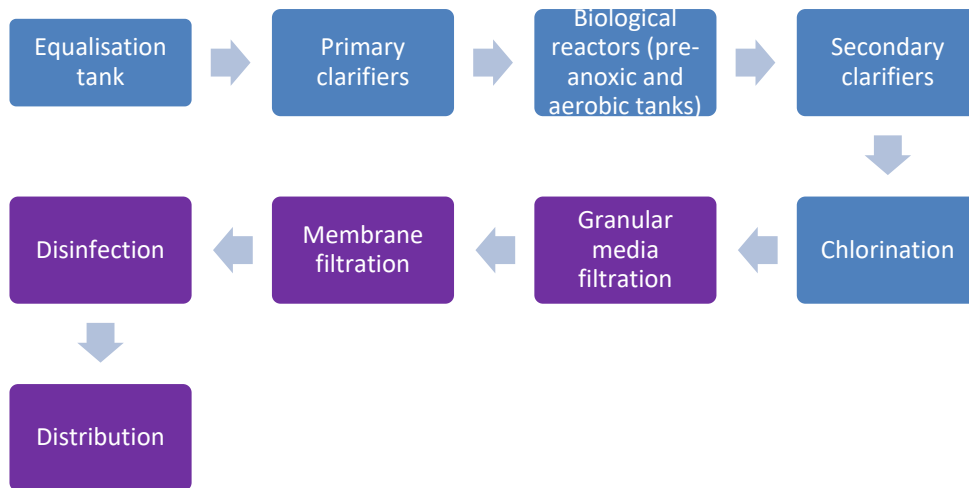 Equalisation
tank
Primary
clarifiers
Biological
reactors (pre-
anoxic and
aerobic tanks)
Secondary
clarifiers
Chlorination
Granular
media
filtration
Membrane
filtration
Disinfection
Distribution